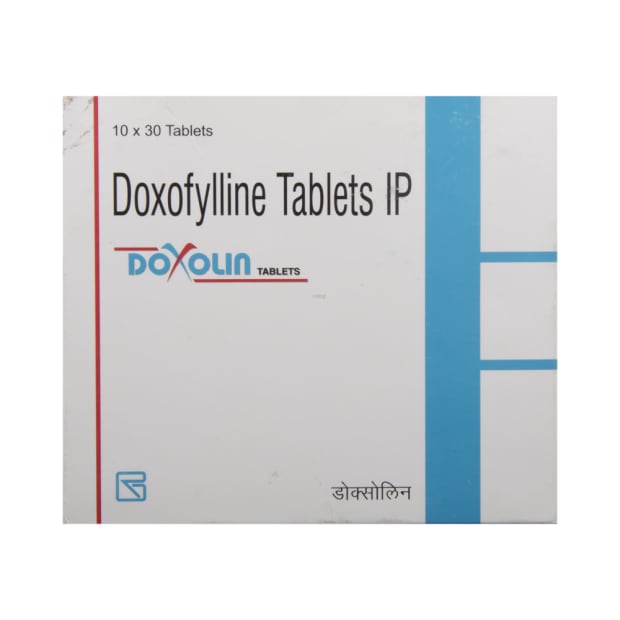 10 x 30 Tablets
Doxofylline Tablets IP
DOXOLIN TABLETS
डोक्सोलिन